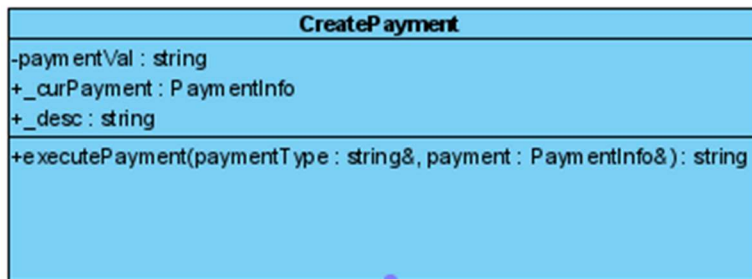 CreatePayment
-paymentVal : string
+_curPayment : PaymentInfo
+_desc : string
+executePayment(paymentType : string&, payment : PaymentInfo&) : string